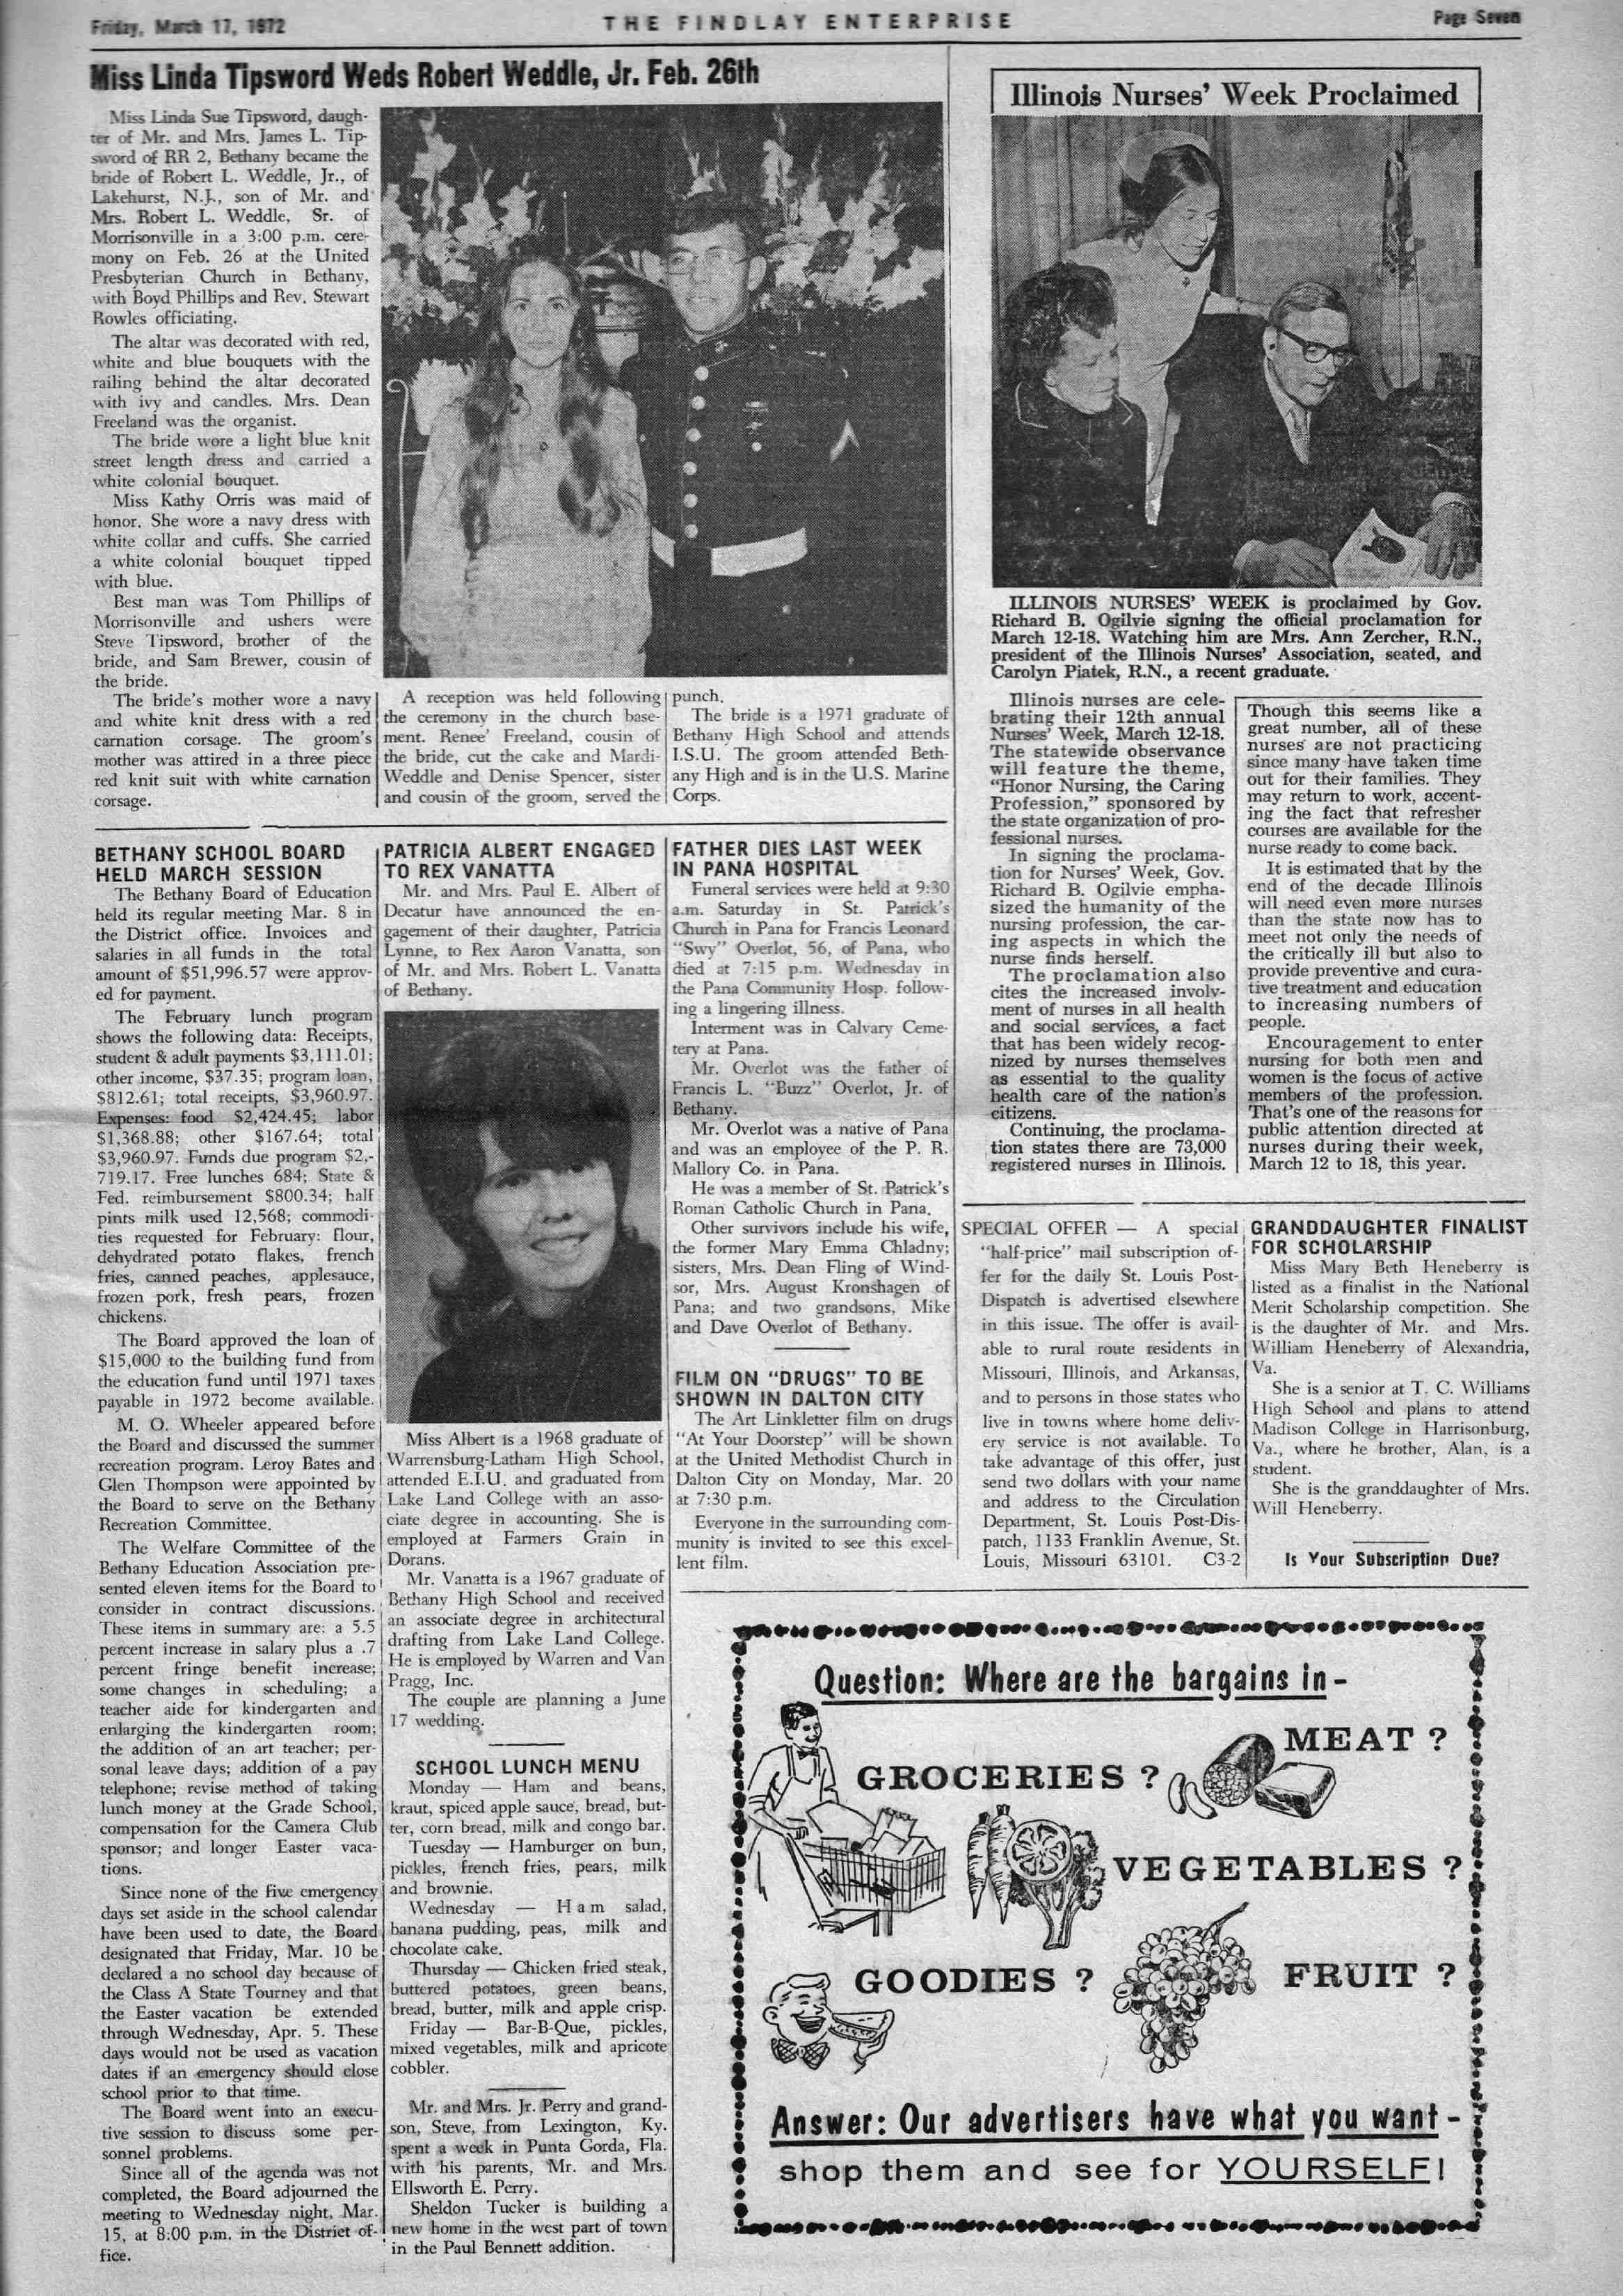 Friday, March 17, 1972
THE FINDLAY ENTERPRISE
Page Seven
Miss Linda Tipsword Weds Robert Weddle, Jr. Feb. 26th
Miss Linda Sue Tipsword, daugh-
ter of Mr. and Mrs. James L. Tip-
sword of RR 2, Bethany became the
bride of Robert L. Weddle, Jr., of
Lakehurst, N.J., son of Mr. and
Mrs. Robert L. Weddle, Sr. of
Morrisonville in a 3:00 p.m. cere-
mony on Feb. 26 at the United
Presbyterian Church in Bethany,
with Boyd Phillips and Rev. Stewart
Rowles officiating.
The altar was decorated with red,
white and blue bouquets with the
railing behind the altar decorated
with ivy and candles. Mrs. Dean
Freeland was the organist.
The bride wore a light blue knit
street length dress and carried a
white colonial bouquet.
Miss Kathy Orris was maid of
honor. She wore a navy dress with
white collar and cuffs. She carried
a white colonial bouquet tipped
with blue.
Best man was Tom Phillips of
Morrisonville and ushers were
Steve Tipsword, brother of the
bride, and Sam Brewer, cousin of
the bride.
The bride's mother wore a navy
and white knit dress with a red
carnation corsage. The groom's
mother was attired in a three piece
red knit suit with white carnation
corsage.
A reception was held following
the ceremony in the church base-
ment. Renee' Freeland, cousin of
the bride, cut the cake and Mardi-
Weddle and Denise Spencer, sister
and cousin of the groom, served the
punch.
The bride is a 1971 graduate of
Bethany High School and attends
I.S.U. The groom attended Beth-
any High and is in the U.S. Marine
Corps.
BETHANY SCHOOL BOARD
HELD MARCH SESSION
The Bethany Board of Education
held its regular meeting Mar. 8 in
the District office. Invoices and
salaries in all funds in the total
amount of $51,996.57 were approv-
ed for payment.
The February lunch program
shows the following data: Receipts,
student & adult payments $3,111.01;
other income, $37.35; program loan,
$812.61; total receipts, $3,960.97.
Expenses: food $2,424.45; labor
$1,368.88; other $167.64; total
$3,960.97. Funds due program $2,-
719.17. Free lunches 684; State &
Fed. reimbursement $800.34; half
pints milk used 12,568; commodi-
ties requested for February: flour,
dehydrated potato flakes, french
fries, canned peaches, applesauce,
frozen pork, fresh pears, frozen
chickens.
The Board approved the loan of
$15,000 to the building fund from
the education fund until 1971 taxes
payable in 1972 become available.
M. O. Wheeler appeared before
the Board and discussed the summer
recreation program. Leroy Bates and
Glen Thompson were appointed by
the Board to serve on the Bethany
Recreation Committee.
The Welfare Committee of the
Bethany Education Association pre-
sented eleven items for the Board to
consider in contract discussions.
These items in summary are: a 5.5
percent increase in salary plus a .7
percent fringe benefit increase;
some changes in scheduling; a
teacher aide for kindergarten and
enlarging the kindergarten room;
the addition of an art teacher; per-
sonal leave days; addition of a pay
telephone; revise method of taking
lunch money at the Grade School,
compensation for the Camera Club
sponsor; and longer Easter vaca-
tions.
Since none of the five emergency
days set aside in the school calendar
have been used to date, the Board
designated that Friday, Mar. 10 be
declared a no school day because of
the Class A State Tourney and that
the Easter vacation be extended
through Wednesday, Apr. 5. These
days would not be used as vacation
dates if an emergency should close
school prior to that time.
The Board went into an execu-
tive session to discuss some per-
sonnel problems.
Since all of the agenda was not
completed, the Board adjourned the
meeting to Wednesday night, Mar.
15, at 8:00 p.m. in the District of-
fice.
PATRICIA ALBERT ENGAGED
TO REX VANATTA
Mr. and Mrs. Paul E. Albert of
Decatur have announced the en-
gagement of their daughter, Patricia
Lynne, to Rex Aaron Vanatta, son
of Mr. and Mrs. Robert L. Vanatta
of Bethany.
Miss Albert is a 1968 graduate of
Warrensburg-Latham High School,
attended E.I.U. and graduated from
Lake Land College with an asso-
ciate degree in accounting. She is
employed at Farmers Grain in
Dorans.
Mr. Vanatta is a 1967 graduate of
Bethany High School and received
an associate degree in architectural
drafting from Lake Land College.
He is employed by Warren and Van
Pragg, Inc.
The couple are planning a June
17 wedding.
SCHOOL LUNCH MENU
Monday — Ham and beans,
kraut, spiced apple sauce, bread, but-
ter, corn bread, milk and congo bar.
Tuesday — Hamburger on bun,
pickles, french fries, pears, milk
and brownie.
Wednesday — Ham salad,
banana pudding, peas, milk and
chocolate cake.
Thursday — Chicken fried steak,
buttered potatoes, green beans,
bread, butter, milk and apple crisp.
Friday — Bar-B-Que, pickles,
mixed vegetables, milk and apricote
cobbler.
Mr. and Mrs. Jr. Perry and grand-
son, Steve, from Lexington, Ky.
spent a week in Punta Gorda, Fla.
with his parents, Mr. and Mrs.
Ellsworth E. Perry.
Sheldon Tucker is building a
new home in the west part of town
in the Paul Bennett addition.
FATHER DIES LAST WEEK
IN PANA HOSPITAL
Funeral services were held at 9:30
a.m. Saturday in St. Patrick's
Church in Pana for Francis Leonard
"Swy" Overlot, 56, of Pana, who
died at 7:15 p.m. Wednesday in
the Pana Community Hosp. follow-
ing a lingering illness.
Interment was in Calvary Ceme-
tery at Pana.
Mr. Overlot was the father of
Francis L. "Buzz" Overlot, Jr. of
Bethany.
Mr. Overlot was a native of Pana
and was an employee of the P. R.
Mallory Co. in Pana.
He was a member of St. Patrick's
Roman Catholic Church in Pana.
Other survivors include his wife,
the former Mary Emma Chladny;
sisters, Mrs. Dean Fling of Wind-
sor, Mrs. August Kronshagen of
Pana; and two grandsons, Mike
and Dave Overlot of Bethany.
FILM ON "DRUGS" TO BE
SHOWN IN DALTON CITY
The Art Linkletter film on drugs
"At Your Doorstep" will be shown
at the United Methodist Church in
Dalton City on Monday, Mar. 20
at 7:30 p.m.
Everyone in the surrounding com-
munity is invited to see this excel-
lent film.
Illinois Nurses' Week Proclaimed
ILLINOIS NURSES' WEEK is proclaimed by Gov.
Richard B. Ogilvie signing the official proclamation for
March 12-18. Watching him are Mrs. Ann Zercher, R.N.,
president of the Illinois Nurses' Association, seated, and
Carolyn Piatek, R.N., a recent graduate.
Illinois nurses are cele-
brating their 12th annual
Nurses' Week, March 12-18.
The statewide observance
will feature the theme,
"Honor Nursing, the Caring
Profession," sponsored by
the state organization of pro-
fessional nurses.
In signing the proclama-
tion for Nurses' Week, Gov.
Richard B. Ogilvie empha-
sized the humanity of the
nursing profession, the car-
ing aspects in which the
nurse finds herself.
The proclamation also
cites the increased involv-
ment of nurses in all health
and social services, a fact
that has been widely recog-
nized by nurses themselves
as essential to the quality
health care of the nation's
citizens.
Continuing, the proclama-
tion states there are 73,000
registered nurses in Illinois.
Though this seems like a
great number, all of these
nurses are not practicing
since many have taken time
out for their families. They
may return to work, accent-
ing the fact that refresher
courses are available for the
nurse ready to come back.
It is estimated that by the
end of the decade Illinois
will need even more nurses
than the state now has to
meet not only the needs of
the critically ill but also to
provide preventive and cura-
tive treatment and education
to increasing numbers of
people.
Encouragement to enter
nursing for both men and
women is the focus of active
members of the profession.
That's one of the reasons for
public attention directed at
nurses during their week,
March 12 to 18, this year.
SPECIAL OFFER — A special
"half-price" mail subscription of-
fer for the daily St. Louis Post-
Dispatch is advertised elsewhere
in this issue. The offer is avail-
able to rural route residents in
Missouri, Illinois, and Arkansas,
and to persons in those states who
live in towns where home deliv-
ery service is not available. To
take advantage of this offer, just
send two dollars with your name
and address to the Circulation
Department, St. Louis Post-Dis-
patch, 1133 Franklin Avenue, St.
Louis, Missouri 63101. C3-2
GRANDDAUGHTER FINALIST
FOR SCHOLARSHIP
Miss Mary Beth Heneberry is
listed as a finalist in the National
Merit Scholarship competition. She
is the daughter of Mr. and Mrs.
William Heneberry of Alexandria,
Va.
She is a senior at T. C. Williams
High School and plans to attend
Madison College in Harrisonburg,
Va., where he brother, Alan, is a
student.
She is the granddaughter of Mrs.
Will Heneberry.
Is Your Subscription Due?
Question: Where are the bargains in-
MEAT ?
GROCERIES ?
VEGETABLES ?
GOODIES ?
FRUIT ?
Answer: Our advertisers have what you want-
shop them and see for YOURSELF!